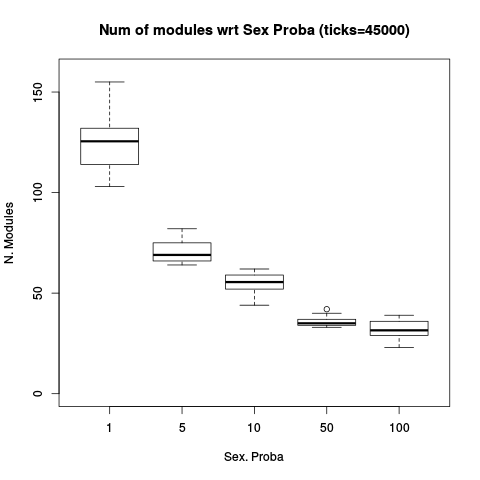 Num of modules wrt Sex Proba (ticks=45000)
N. Modules
150
100
50
0
1 5 10 50 100
Sex. Proba